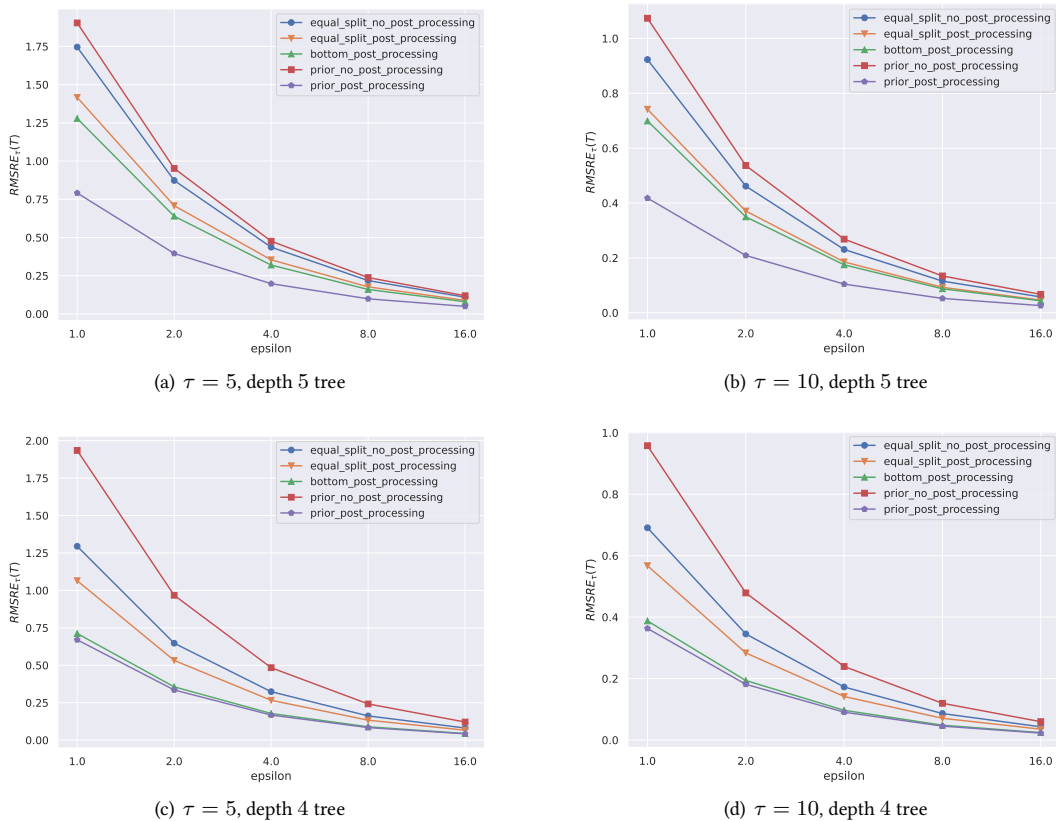 equal_split_no_post_processing
equal_split_post_processing
bottom_post_processing
prior_no_post_processing
prior_post_processing
1.75
1.50
1.25
1.00
0.75
0.50
0.25
0.00
RMSRE_τ(T)
1.0 2.0 4.0 8.0 16.0
epsilon
(a) τ = 5, depth 5 tree
equal_split_no_post_processing
equal_split_post_processing
bottom_post_processing
prior_no_post_processing
prior_post_processing
1.0
0.8
0.6
0.4
0.2
0.0
RMSRE_τ(T)
1.0 2.0 4.0 8.0 16.0
epsilon
(b) τ = 10, depth 5 tree
equal_split_no_post_processing
equal_split_post_processing
bottom_post_processing
prior_no_post_processing
prior_post_processing
2.00
1.75
1.50
1.25
1.00
0.75
0.50
0.25
0.00
RMSRE_τ(T)
1.0 2.0 4.0 8.0 16.0
epsilon
(c) τ = 5, depth 4 tree
equal_split_no_post_processing
equal_split_post_processing
bottom_post_processing
prior_no_post_processing
prior_post_processing
1.0
0.8
0.6
0.4
0.2
0.0
RMSRE_τ(T)
1.0 2.0 4.0 8.0 16.0
epsilon
(d) τ = 10, depth 4 tree